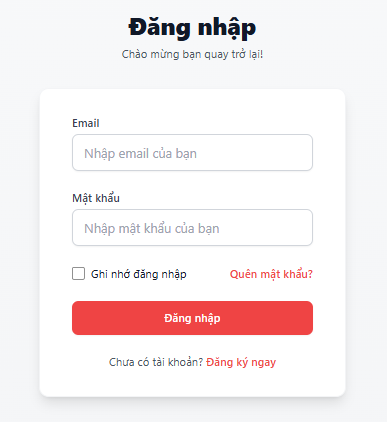 Đăng nhập
Chào mừng bạn quay trở lại!
Email
Nhập email của bạn
Mật khẩu
Nhập mật khẩu của bạn
Ghi nhớ đăng nhập Quên mật khẩu?
Đăng nhập
Chưa có tài khoản? Đăng ký ngay